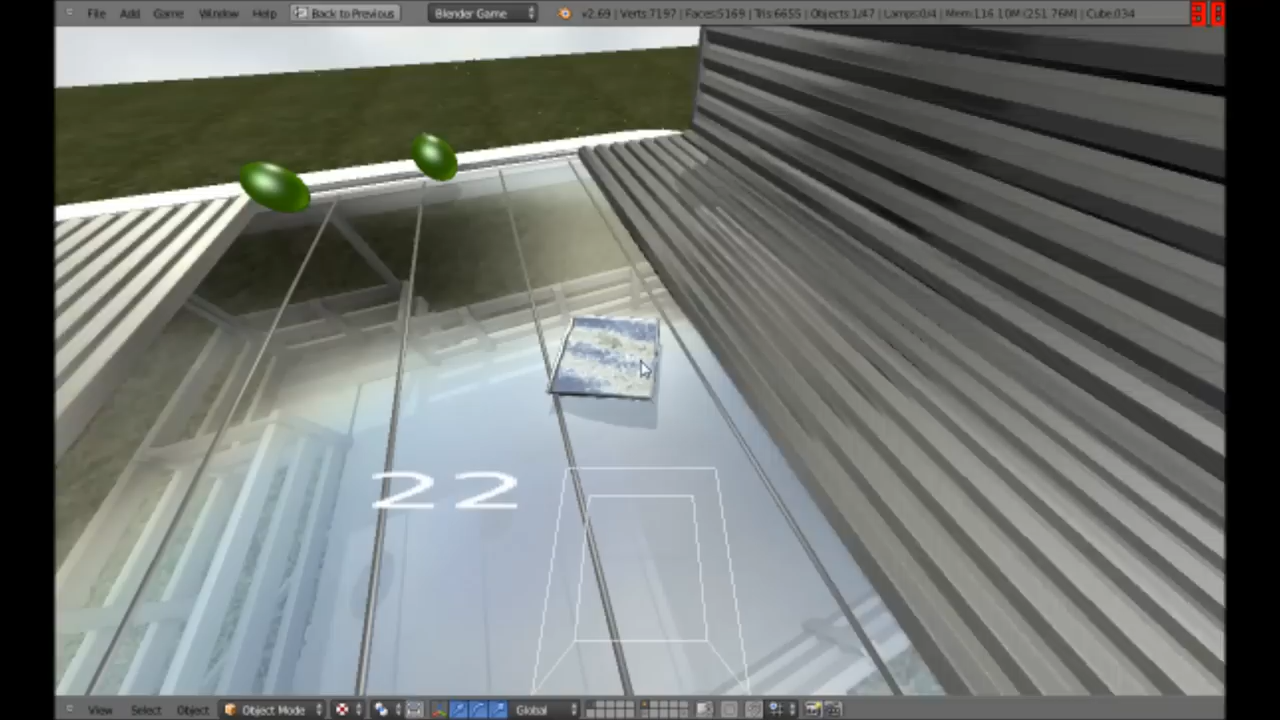 File Add Game Window Help Back to Previous Blender Game v2.69 | Verts:7197 | Faces:5169 | Tris:6655 | Objects:1/47 | Lamps:0/4 | Mem:116.10M (251.76M) | Cube.034
22
View Select Object Object Mode Global